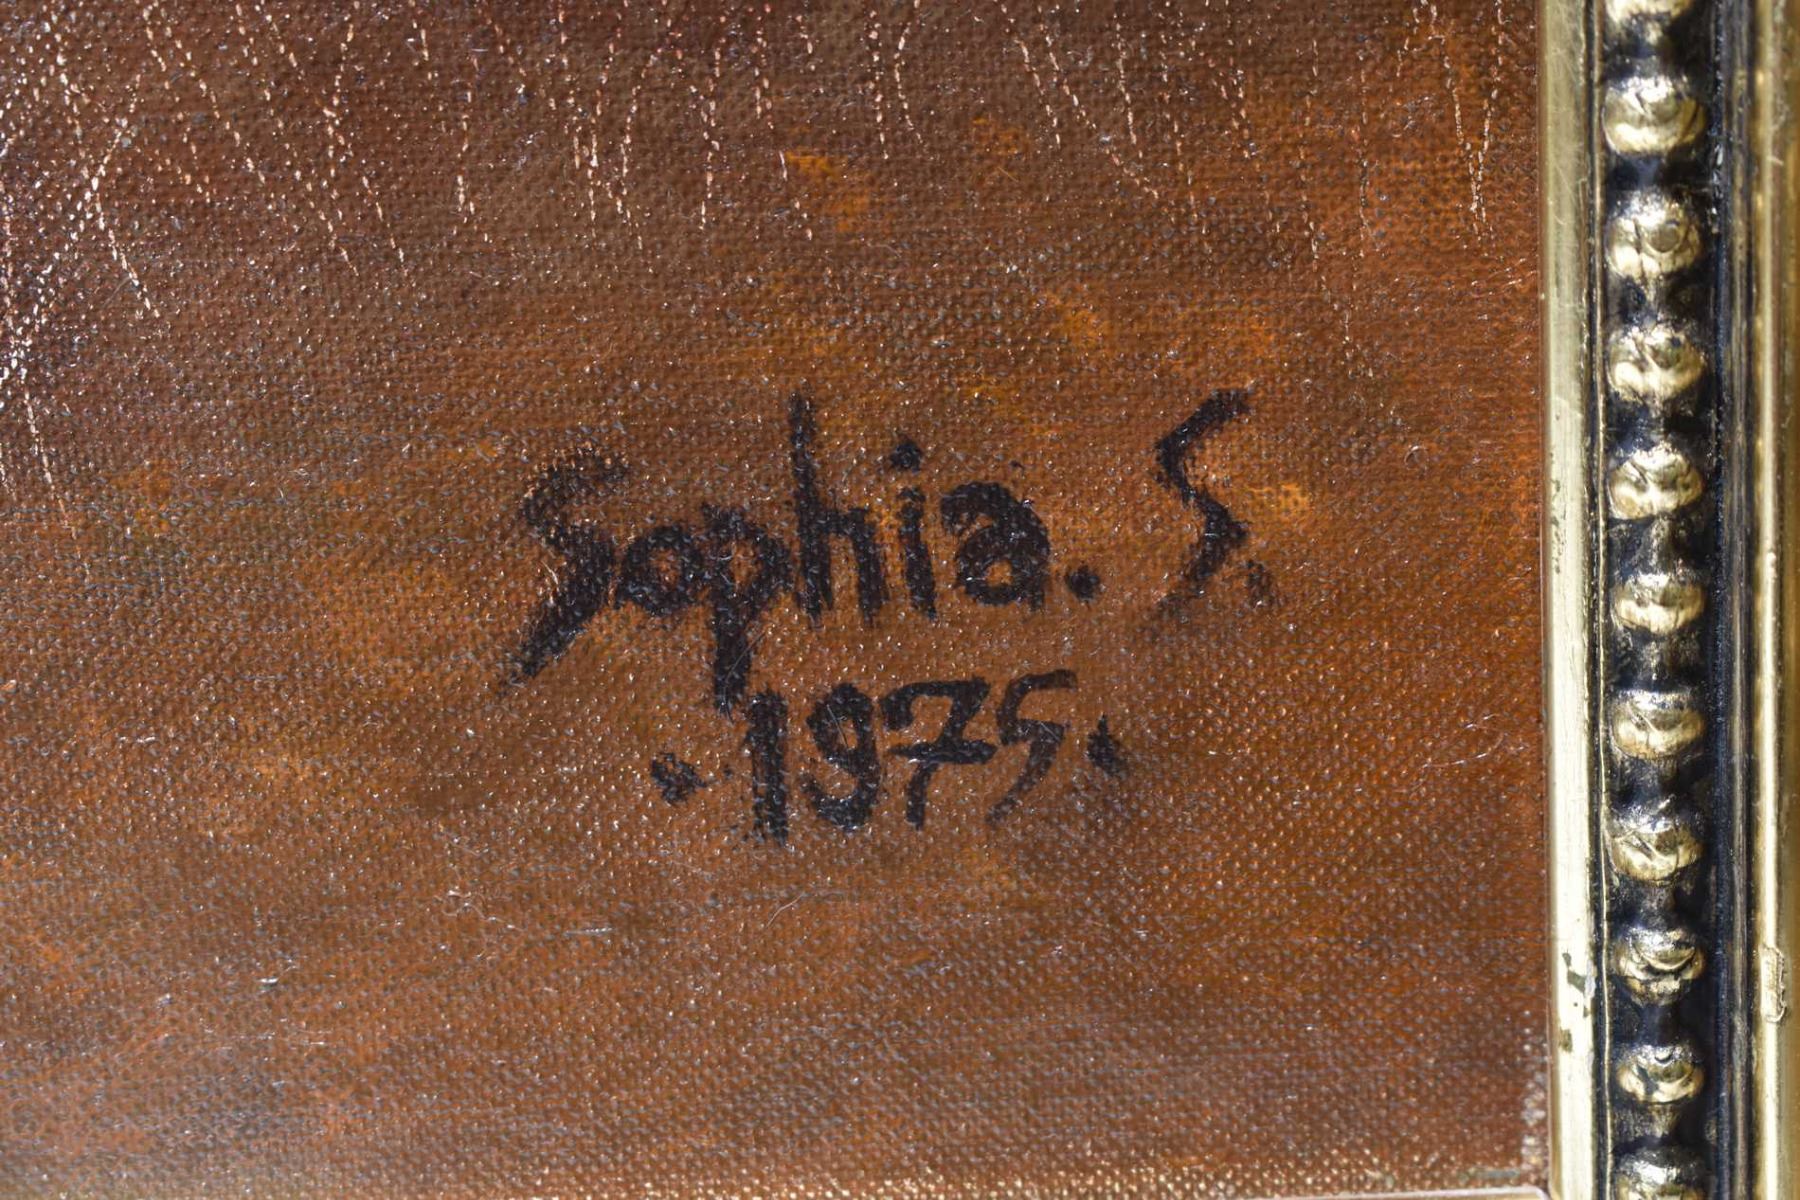 Sophia. S.
. 1975 .